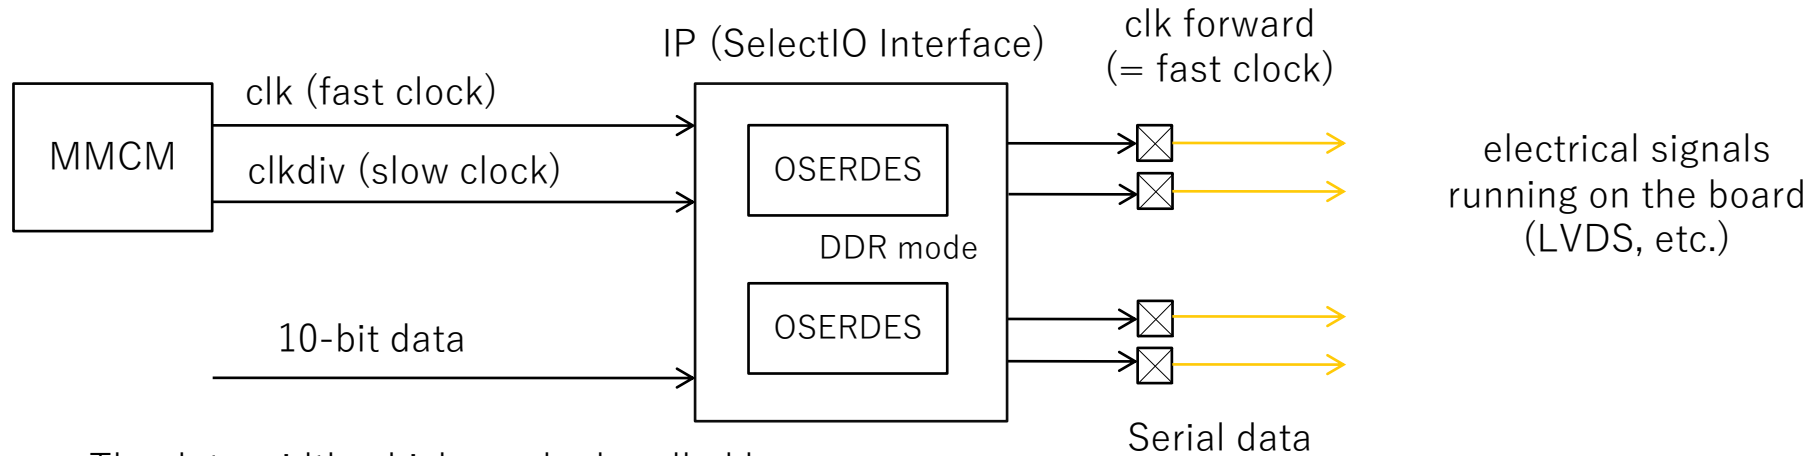 clk forward
(= fast clock)
IP (SelectIO Interface)
clk (fast clock)
MMCM
clkdiv (slow clock)
OSERDES
electrical signals
running on the board
(LVDS, etc.)
DDR mode
OSERDES
10-bit data
Serial data